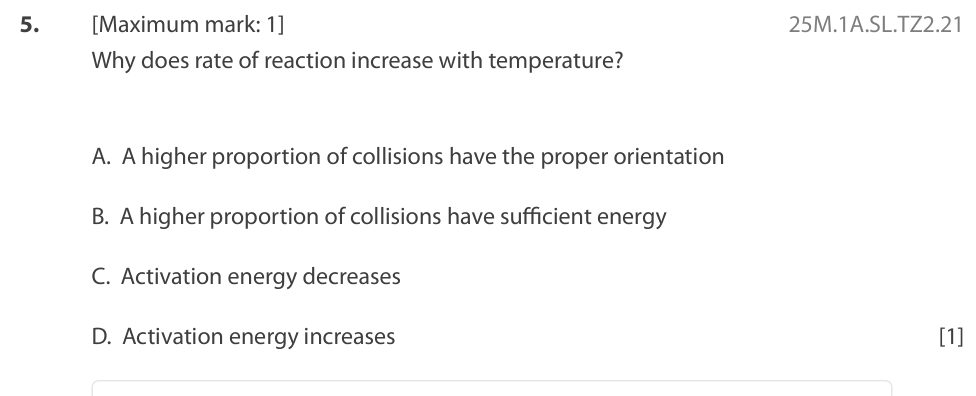 5. [Maximum mark: 1] 25M.1A.SL.TZ2.21
Why does rate of reaction increase with temperature?
A. A higher proportion of collisions have the proper orientation
B. A higher proportion of collisions have sufficient energy
C. Activation energy decreases
D. Activation energy increases [1]